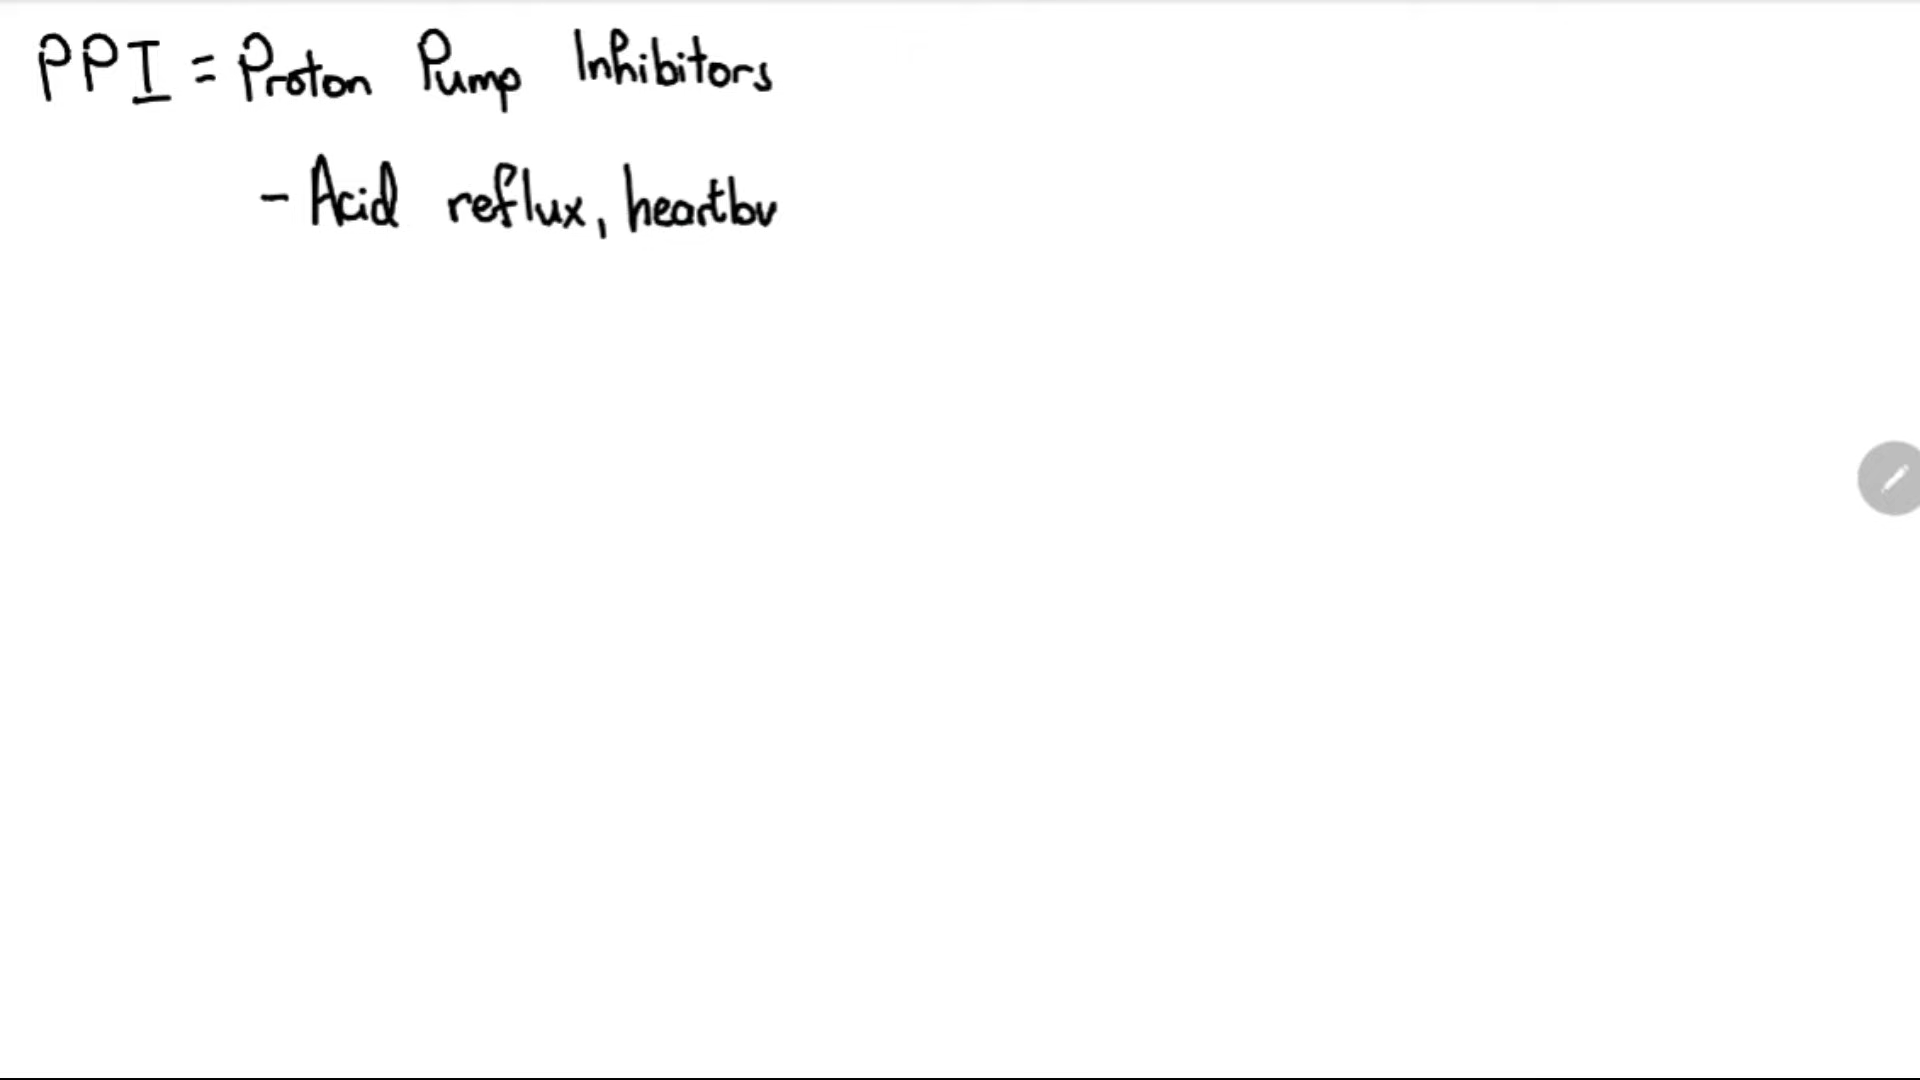 PPI = Proton Pump Inhibitors
- Acid reflux, heartbu